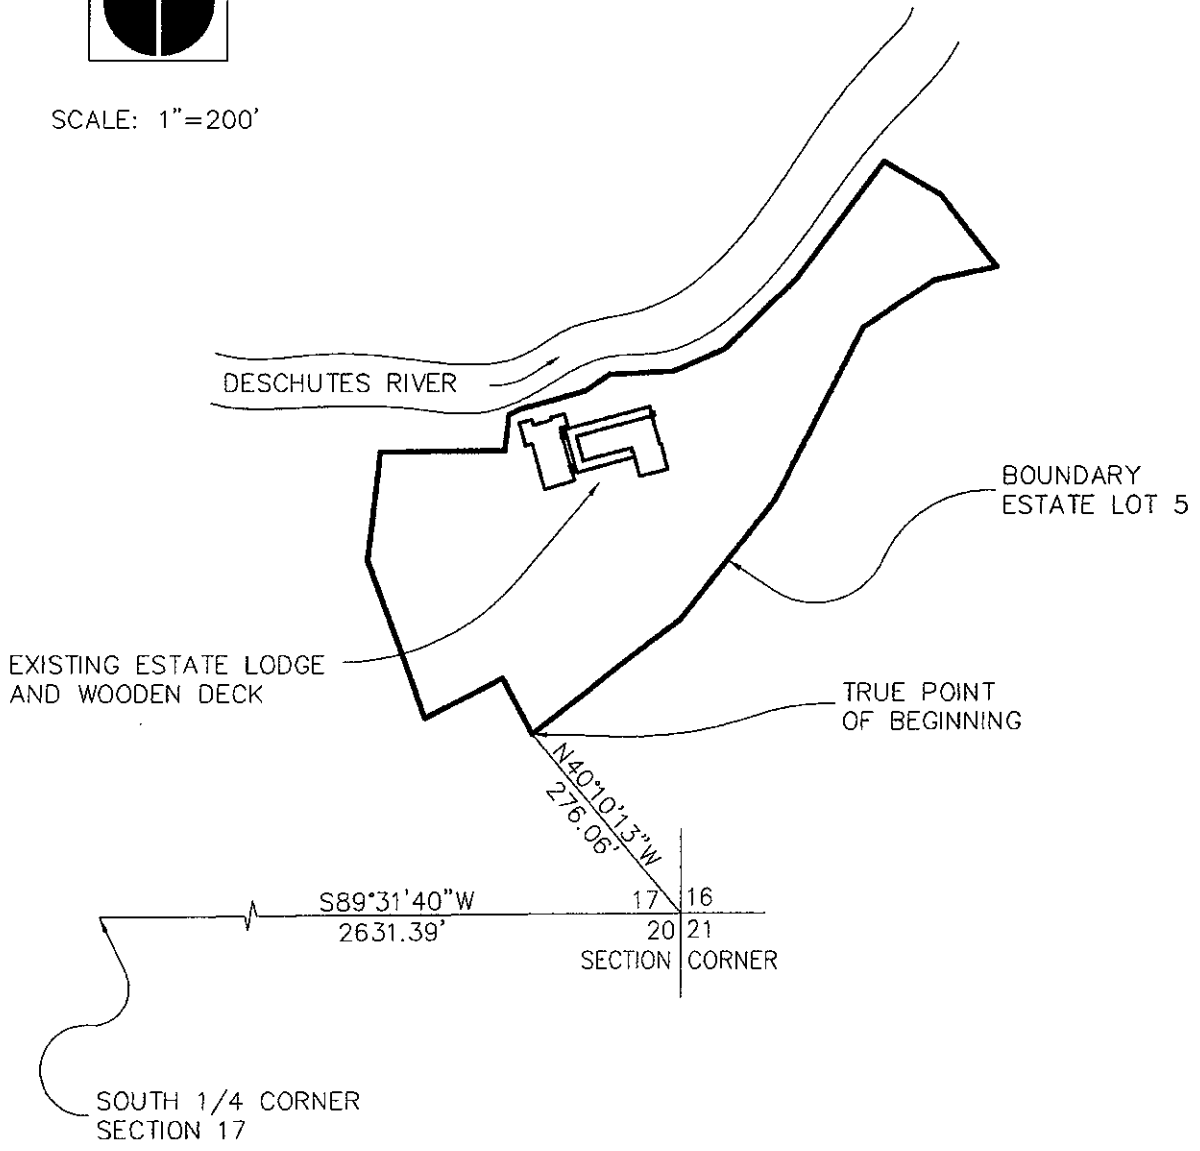 SCALE: 1"=200'
DESCHUTES RIVER
BOUNDARY
ESTATE LOT 5
EXISTING ESTATE LODGE
AND WOODEN DECK
TRUE POINT
OF BEGINNING
N40°10'13"W
276.06'
S89°31'40"W
2631.39'
17 16
20 21
SECTION CORNER
SOUTH 1/4 CORNER
SECTION 17